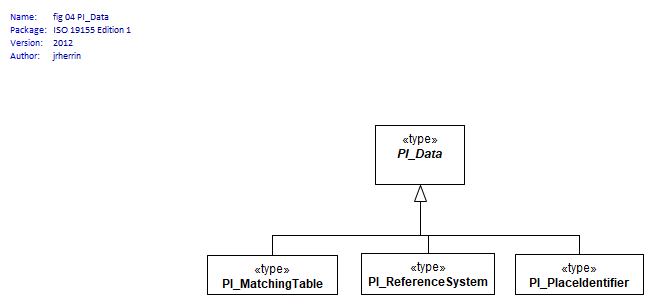 Name: fig 04 PI_Data
Package: ISO 19155 Edition 1
Version: 2012
Author: jrherrin
«type»
PI_Data
«type»
PI_MatchingTable
«type»
PI_ReferenceSystem
«type»
PI_PlaceIdentifier